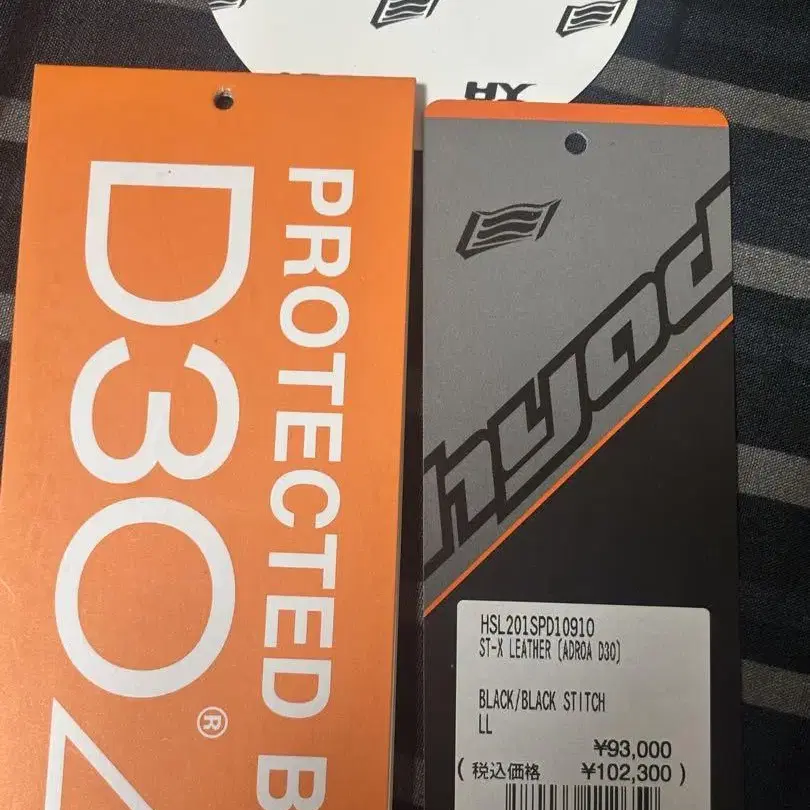 PROTECTED B
D3O®
hyod
HSL201SPD10910
ST-X LEATHER (ADROA D30)
BLACK/BLACK STITCH
LL
¥93,000
(税込価格 ¥102,300)